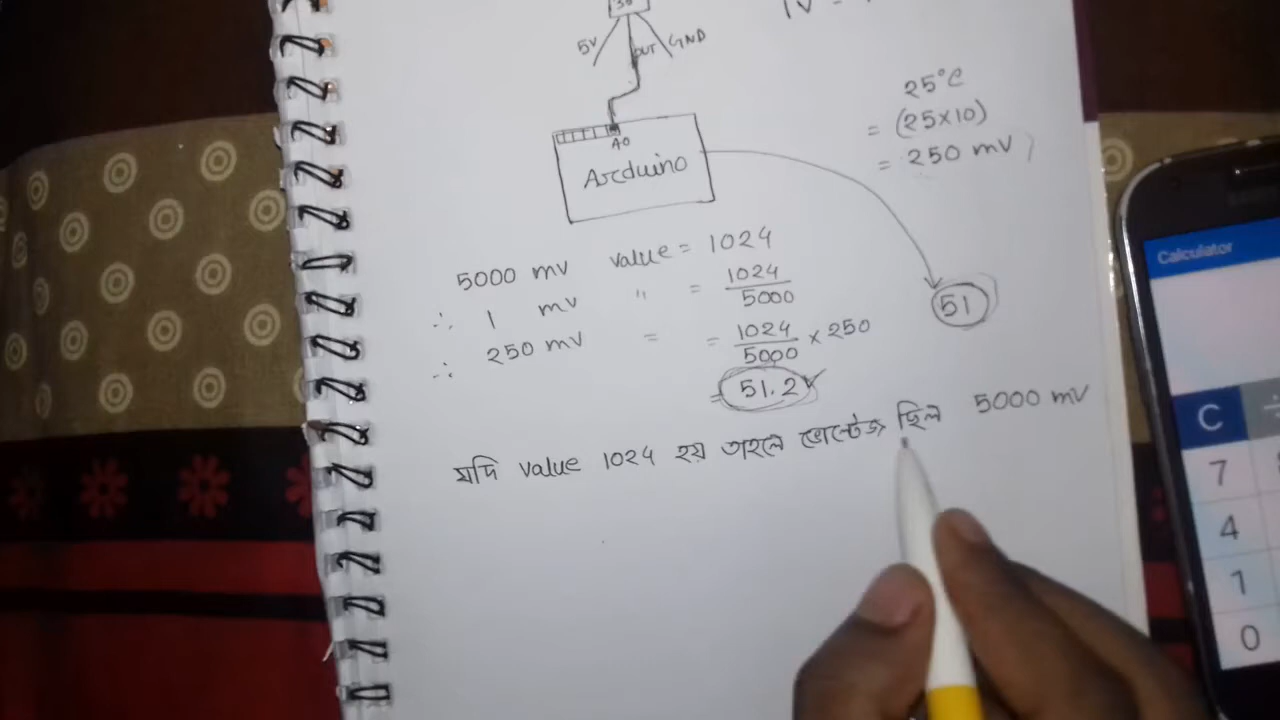 5V OUT GND
25°C
= (25×10)
= 250 mV
A0
Arduino
5000 mv value = 1024
∴ 1 mv " = 1024/5000
∴ 250 mV = = 1024/5000 × 250
= 51.2
51
যদি value 1024 হয় তাহলে ভোল্টেজ ছিল 5000 mV
Calculator
C ÷
7
4
1
0